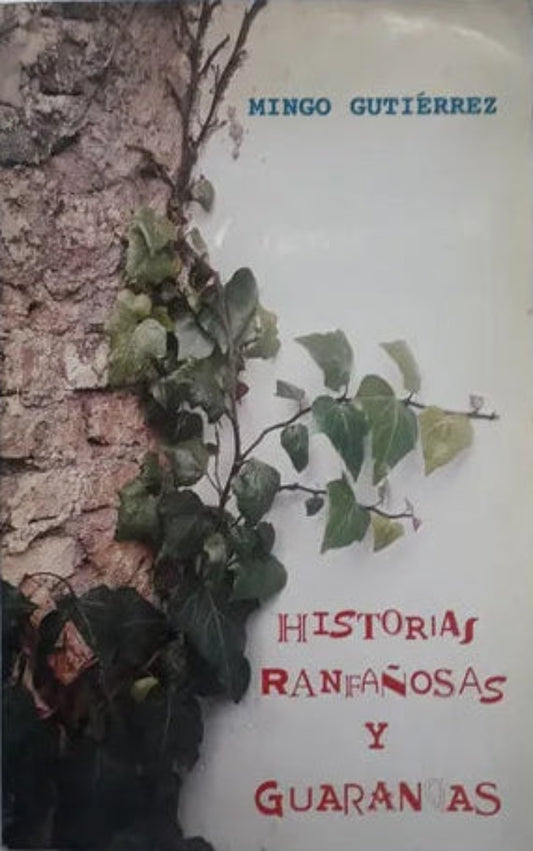 MINGO GUTIÉRREZ
HISTORIAS
RANFAÑOSAS
Y
GUARANGAS